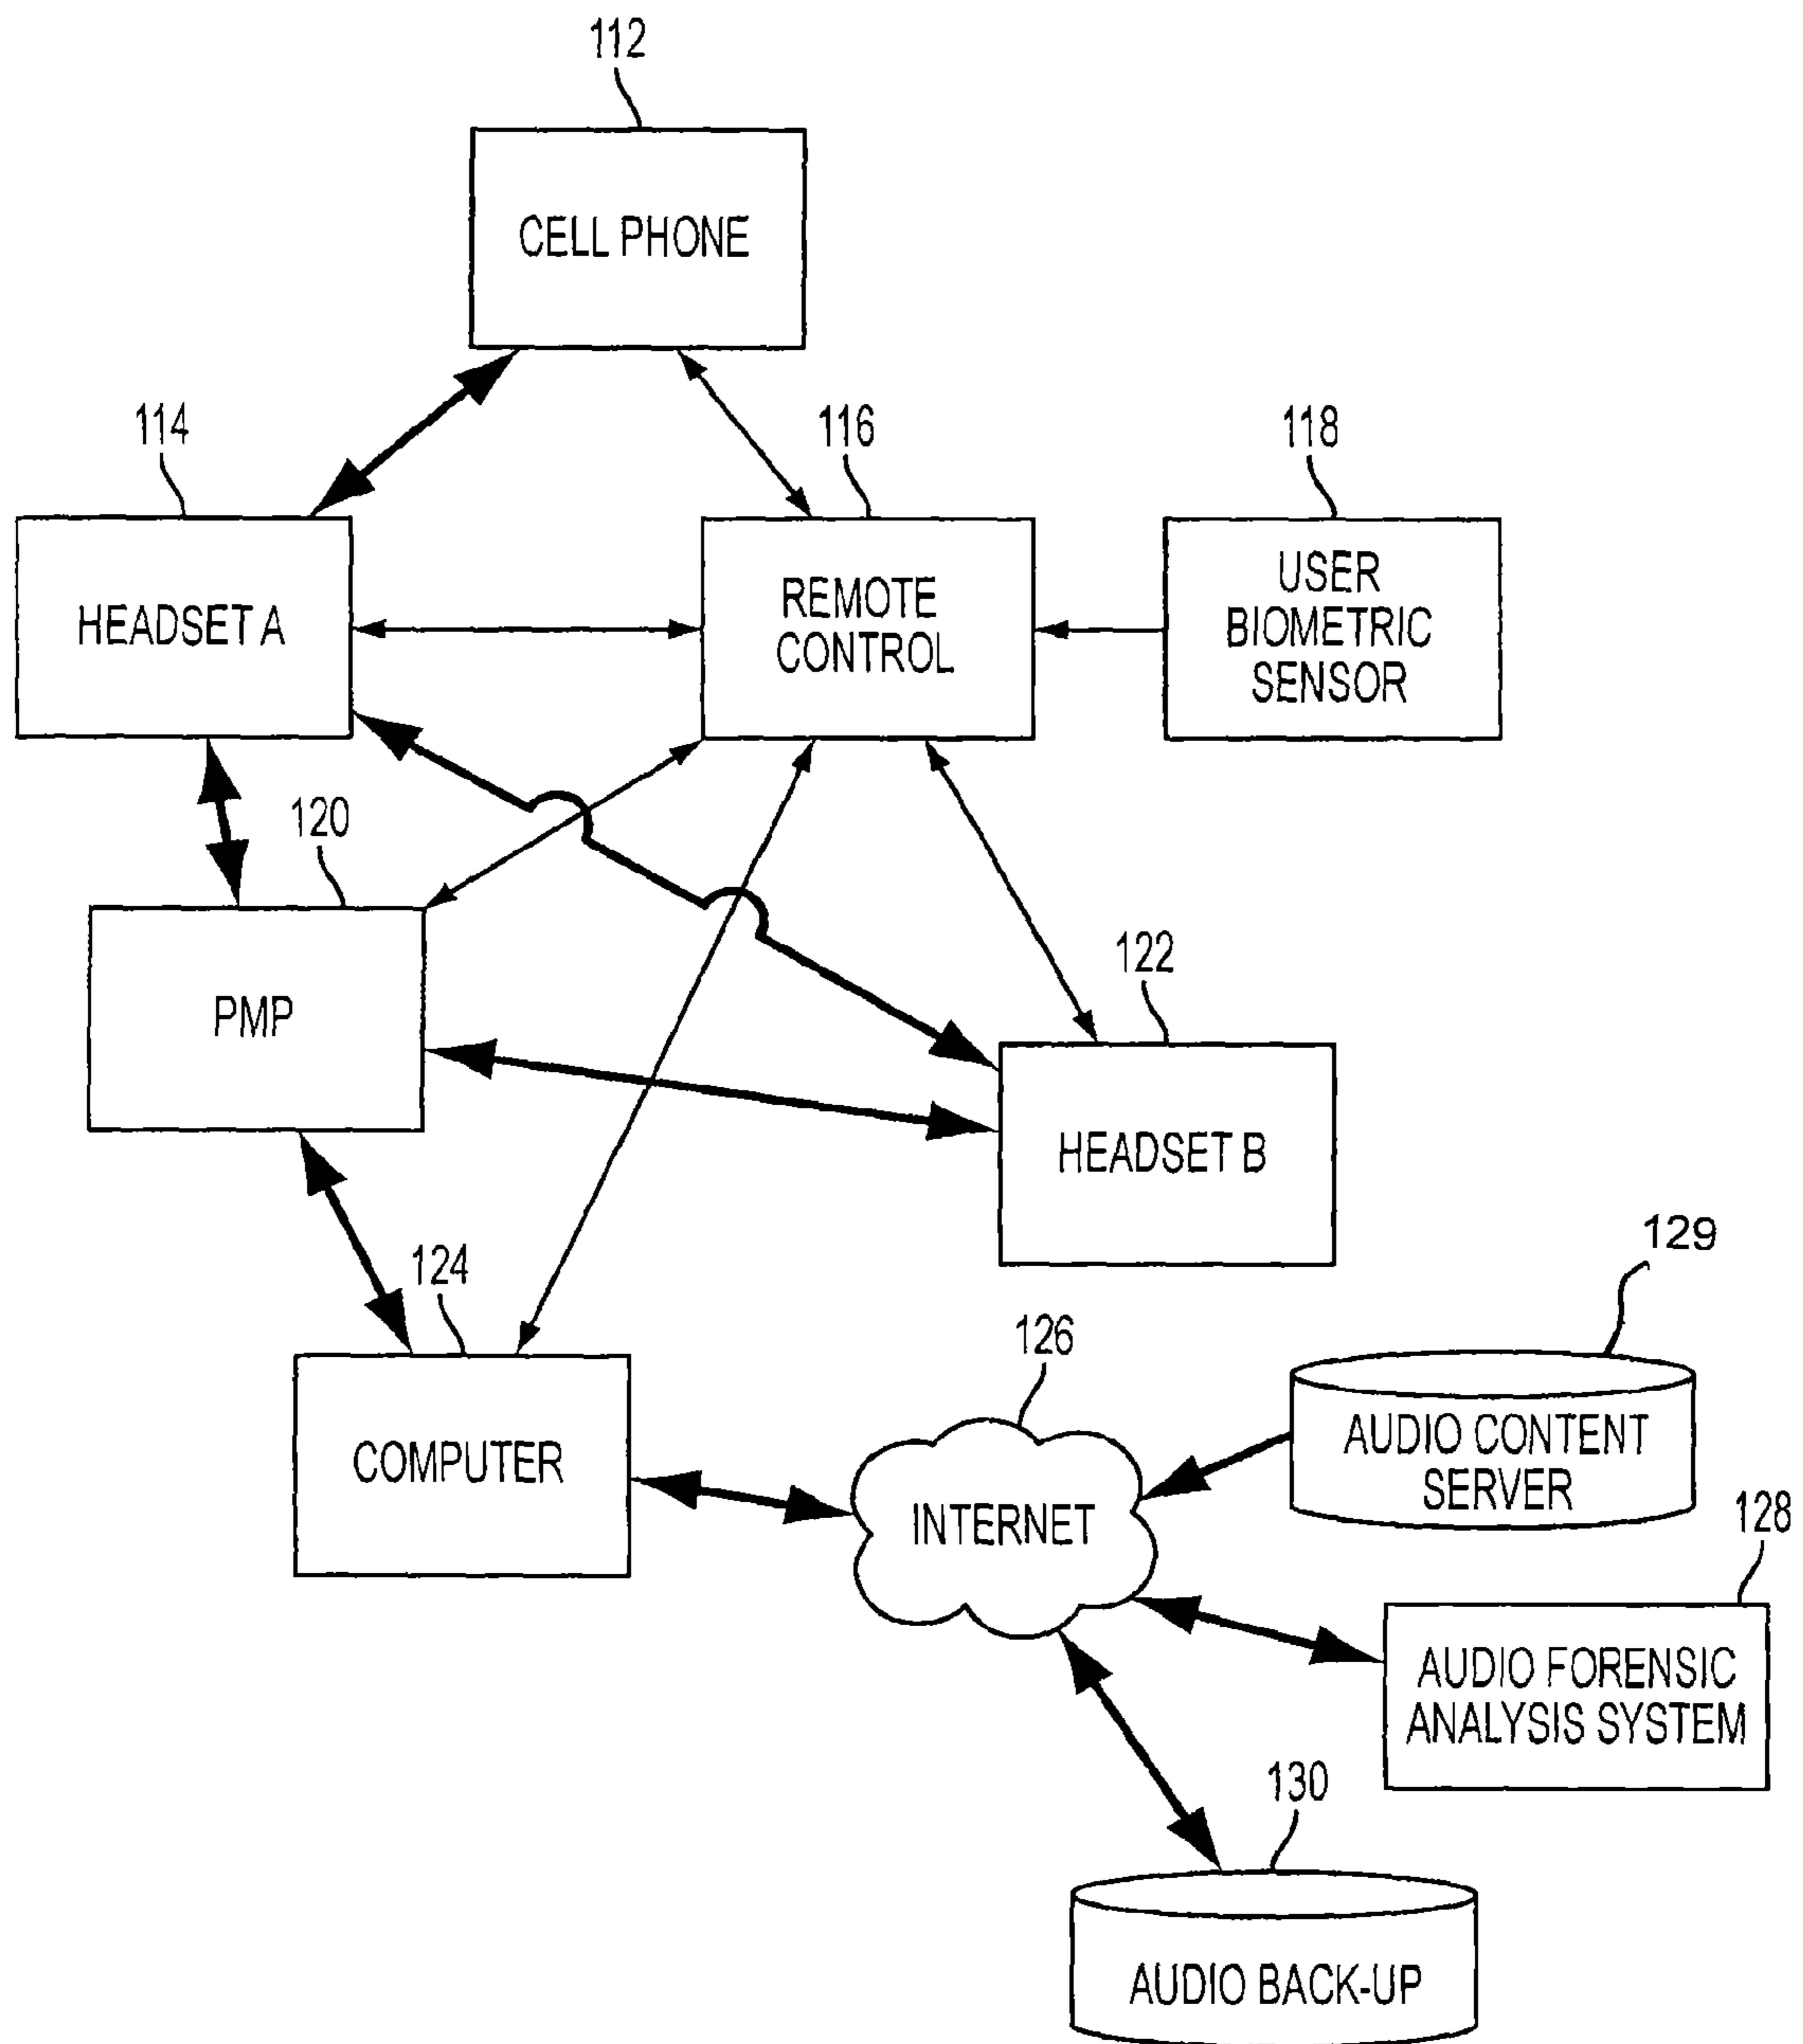 112
CELL PHONE
114
116
118
HEADSET A
REMOTE
CONTROL
USER
BIOMETRIC
SENSOR
120
PMP
122
HEADSET B
124
COMPUTER
126
INTERNET
129
AUDIO CONTENT
SERVER
128
AUDIO FORENSIC
ANALYSIS SYSTEM
130
AUDIO BACK-UP